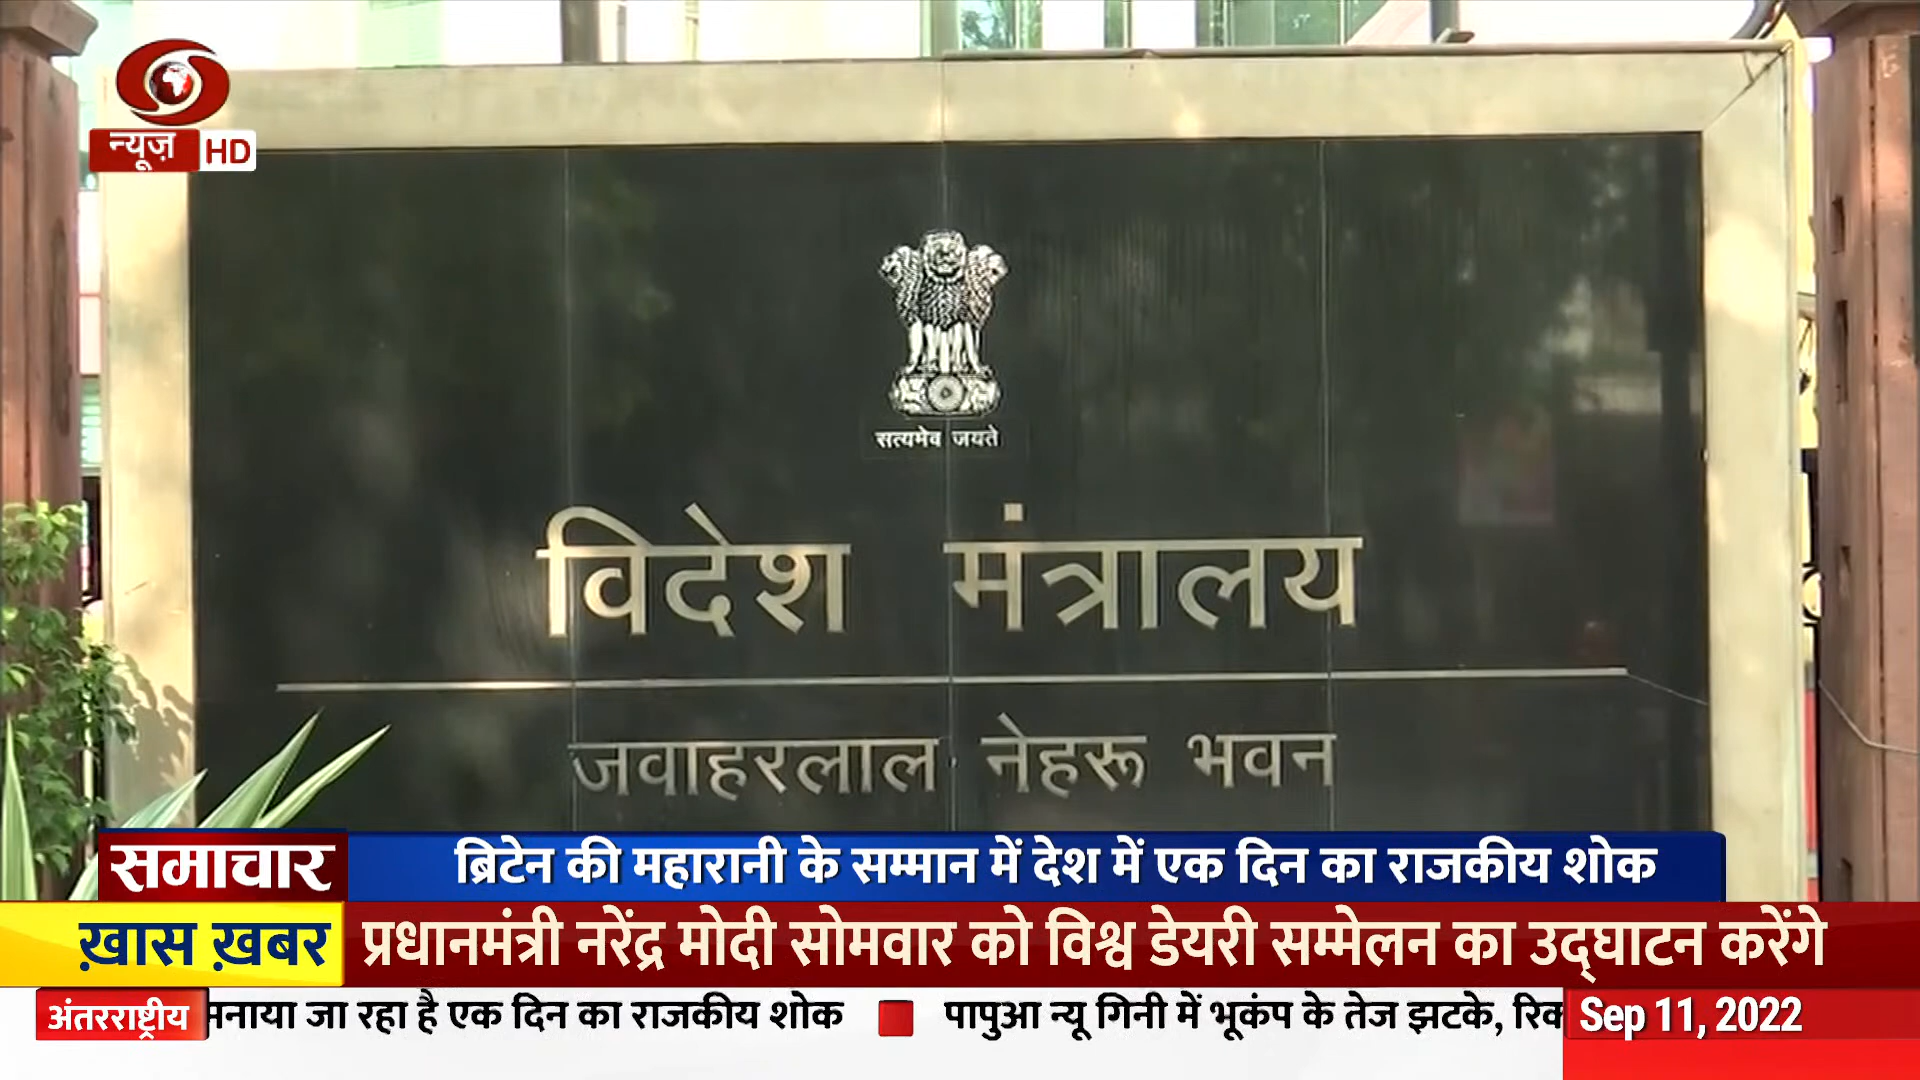 न्यूज़ HD
सत्यमेव जयते
विदेश मंत्रालय
जवाहरलाल नेहरू भवन
समाचार ब्रिटेन की महारानी के सम्मान में देश में एक दिन का राजकीय शोक
ख़ास ख़बर प्रधानमंत्री नरेंद्र मोदी सोमवार को विश्व डेयरी सम्मेलन का उद्घाटन करेंगे
अंतरराष्ट्रीय मनाया जा रहा है एक दिन का राजकीय शोक पापुआ न्यू गिनी में भूकंप के तेज झटके, Sep 11, 2022